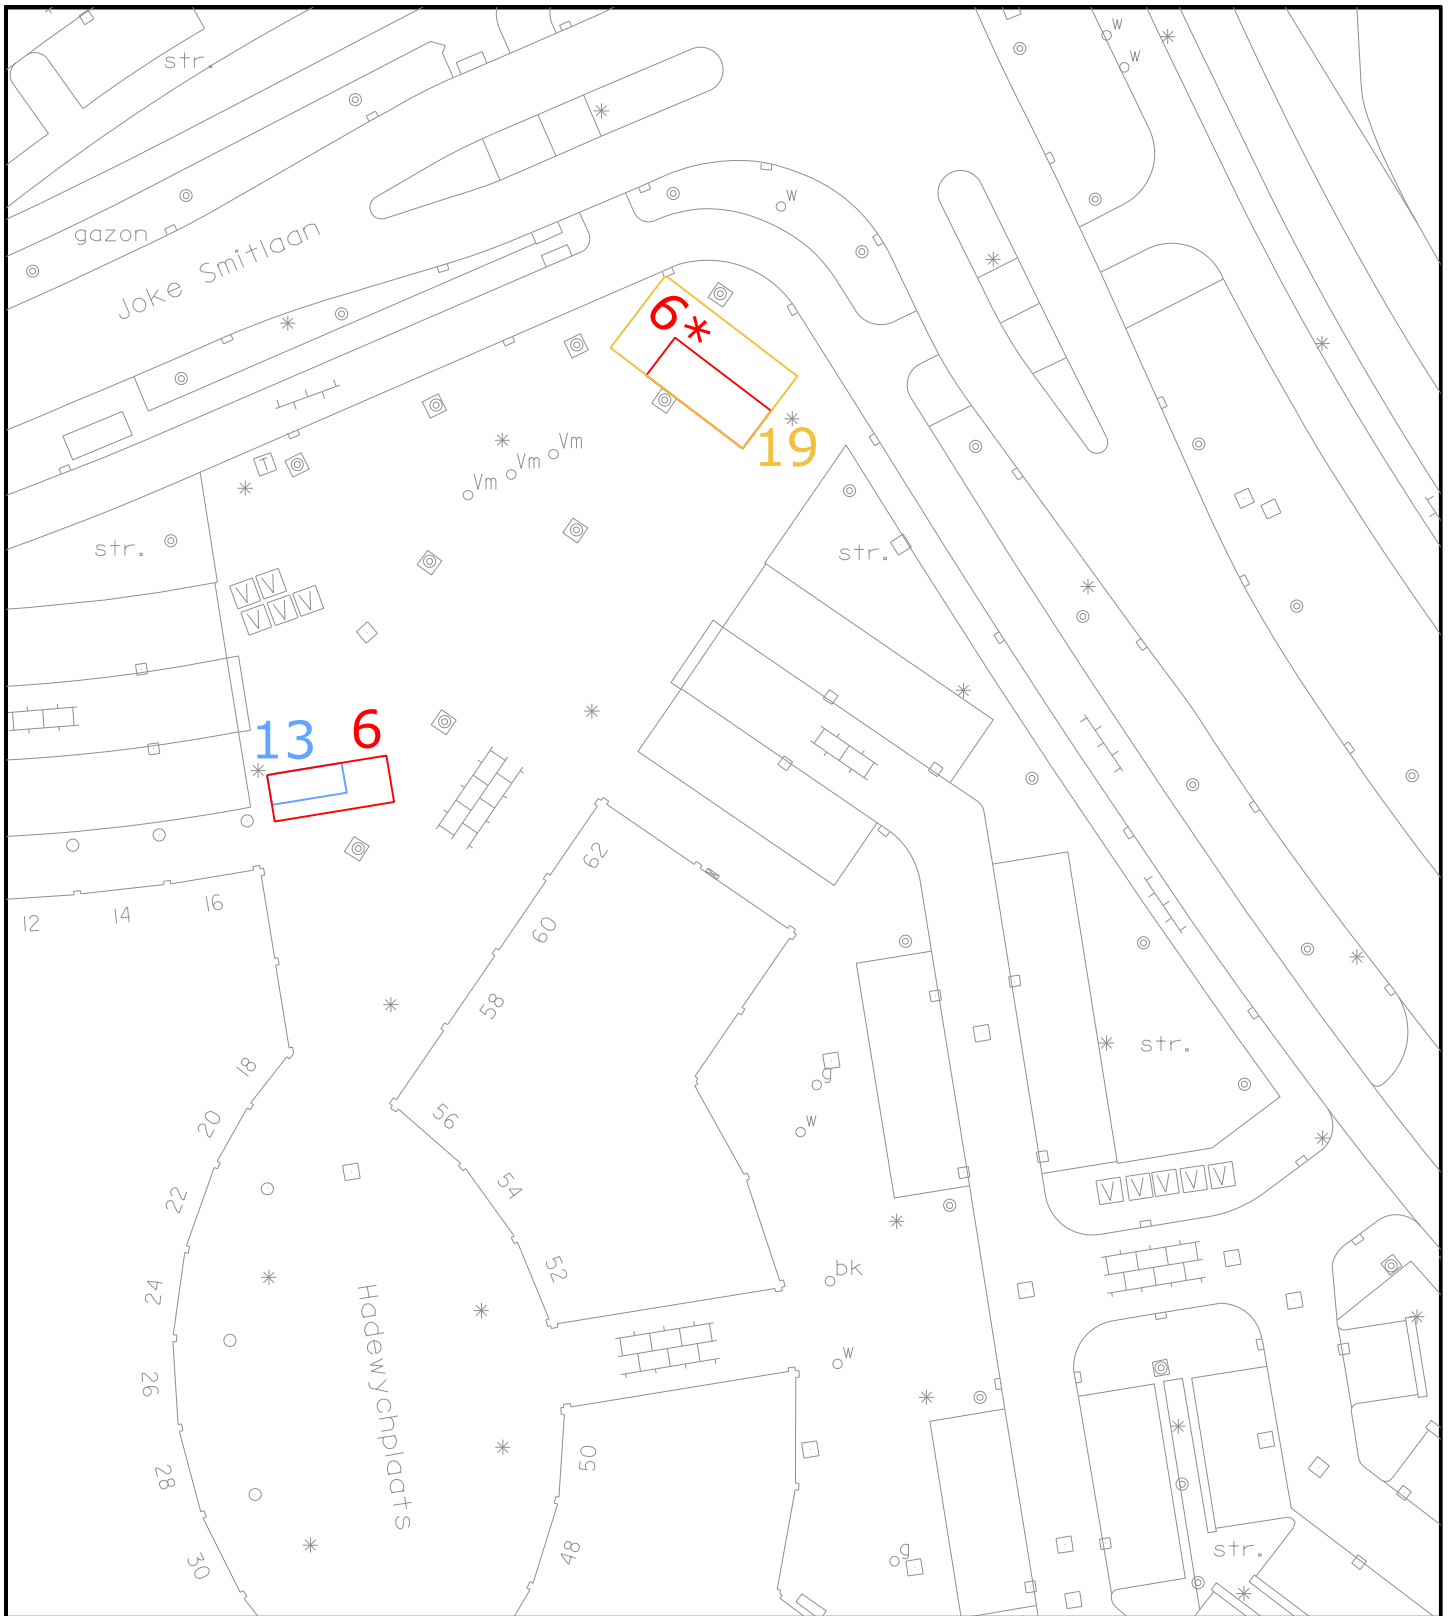 str.
W
W
W
gazon
Joke Smitlaan
6*
19
Vm
Vm
Vm
T
str.
str.
V V
V V V
13
6
62
16
14
12
60
58
18
56
20
str.
g
W
54
22
V V V V V
52
24
bk
Hadewychplaats
W
26
50
28
48
g
str.
30